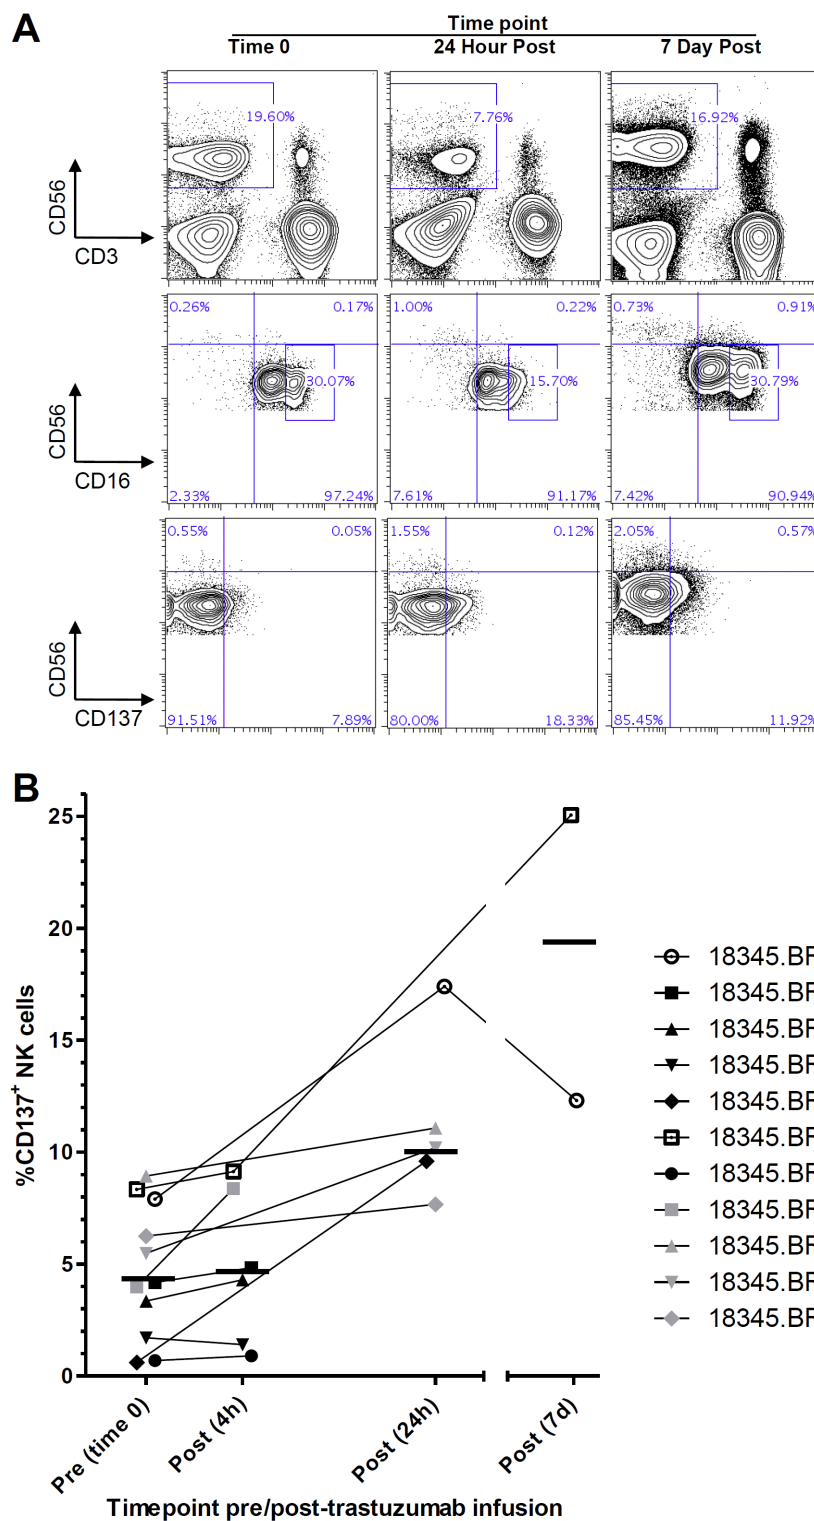 A
Time point
Time 0
24 Hour Post
7 Day Post
19.60%
7.76%
16.92%
CD56
CD3
0.26%
0.17%
1.00%
0.22%
0.73%
0.91%
30.07%
15.70%
30.79%
CD56
CD16
2.33%
97.24%
7.61%
91.17%
7.42%
90.94%
0.55%
0.05%
1.55%
0.12%
2.05%
0.57%
CD56
CD137
91.51%
7.89%
80.00%
18.33%
85.45%
11.92%
B
25
20
15
10
5
0
%CD137+ NK cells
18345.BF
18345.BF
18345.BF
18345.BF
18345.BF
18345.BF
18345.BF
18345.BF
18345.BF
18345.BF
18345.BF
Pre (time 0)
Post (4h)
Post (24h)
Post (7d)
Timepoint pre/post-trastuzumab infusion